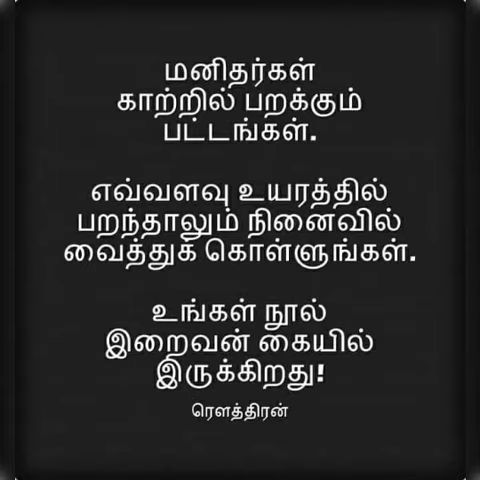 மனிதர்கள்
காற்றில் பறக்கும்
பட்டங்கள்.
எவ்வளவு உயரத்தில்
பறந்தாலும் நினைவில்
வைத்துக் கொள்ளுங்கள்.
உங்கள் நூல்
இறைவன் கையில்
இருக்கிறது!
ரௌத்திரன்